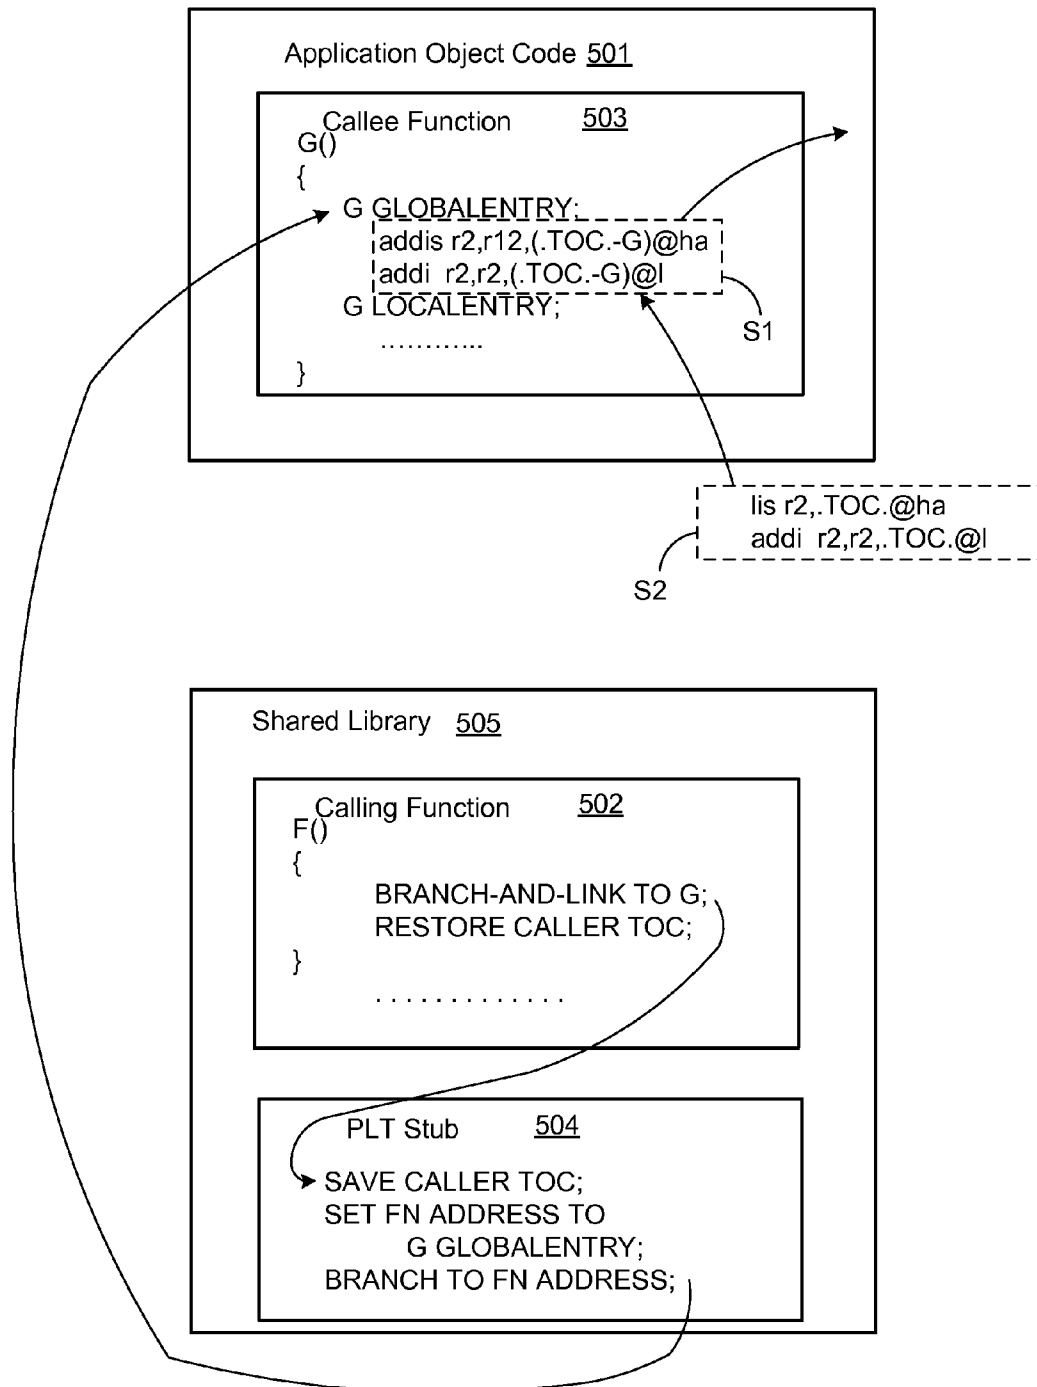 Application Object Code 501
Callee Function 503
G()
{
G GLOBALENTRY;
addis r2,r12,(.TOC.-G)@ha
addi r2,r2,(.TOC.-G)@l
G LOCALENTRY;
............
}
S1
lis r2,.TOC.@ha
addi r2,r2,.TOC.@l
S2
Shared Library 505
Calling Function 502
F()
{
BRANCH-AND-LINK TO G;
RESTORE CALLER TOC;
}
. . . . . . . . . . . . .
PLT Stub 504
SAVE CALLER TOC;
SET FN ADDRESS TO
G GLOBALENTRY;
BRANCH TO FN ADDRESS;